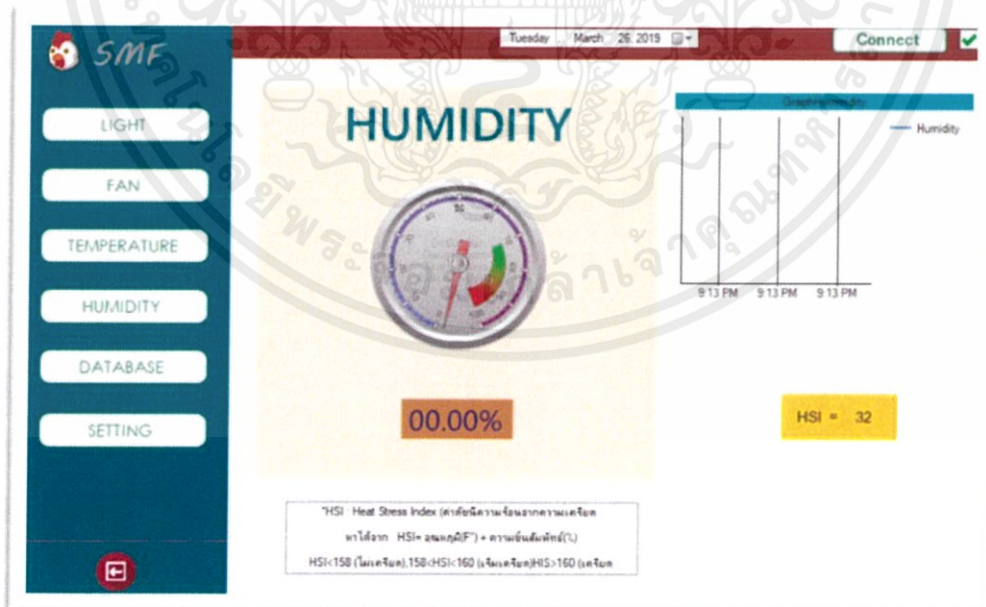 SMF
Tuesday March 26, 2019
Connect
LIGHT
FAN
TEMPERATURE
HUMIDITY
DATABASE
SETTING
HUMIDITY
00.00%
Graph Humidity
Humidity
9:13 PM 9:13 PM 9:13 PM
HSI = 32
*HSI : Heat Stress Index (ค่าดัชนีความร้อนจากความเครียด
หาได้จาก HSI= อุณหภูมิ(F°) + ความชื้นสัมพัทธ์(%)
HSI<158 (ไม่เครียด),158<HSI<160 (เริ่มเครียด)HIS>160 (เครียด